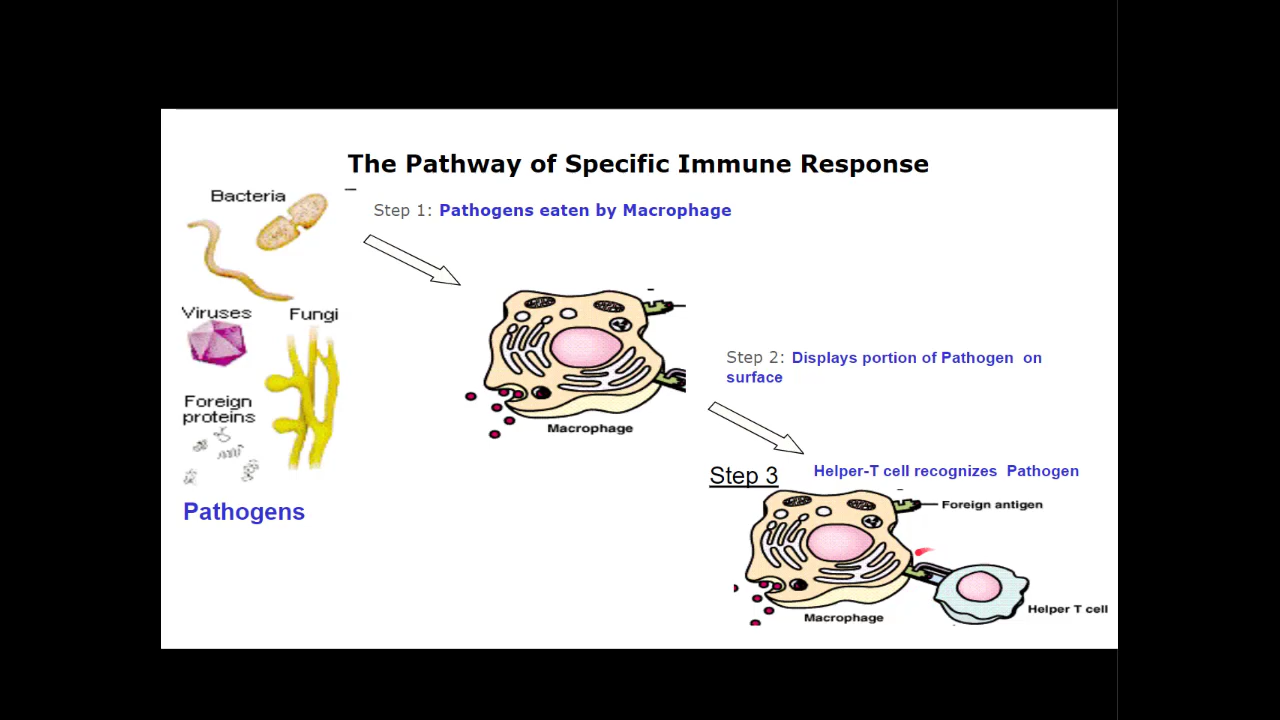 The Pathway of Specific Immune Response
Bacteria
Step 1: Pathogens eaten by Macrophage
Viruses
Fungi
Foreign
proteins
Pathogens
Macrophage
Step 2: Displays portion of Pathogen on
surface
Step 3
Helper-T cell recognizes Pathogen
Foreign antigen
Helper T cell
Macrophage